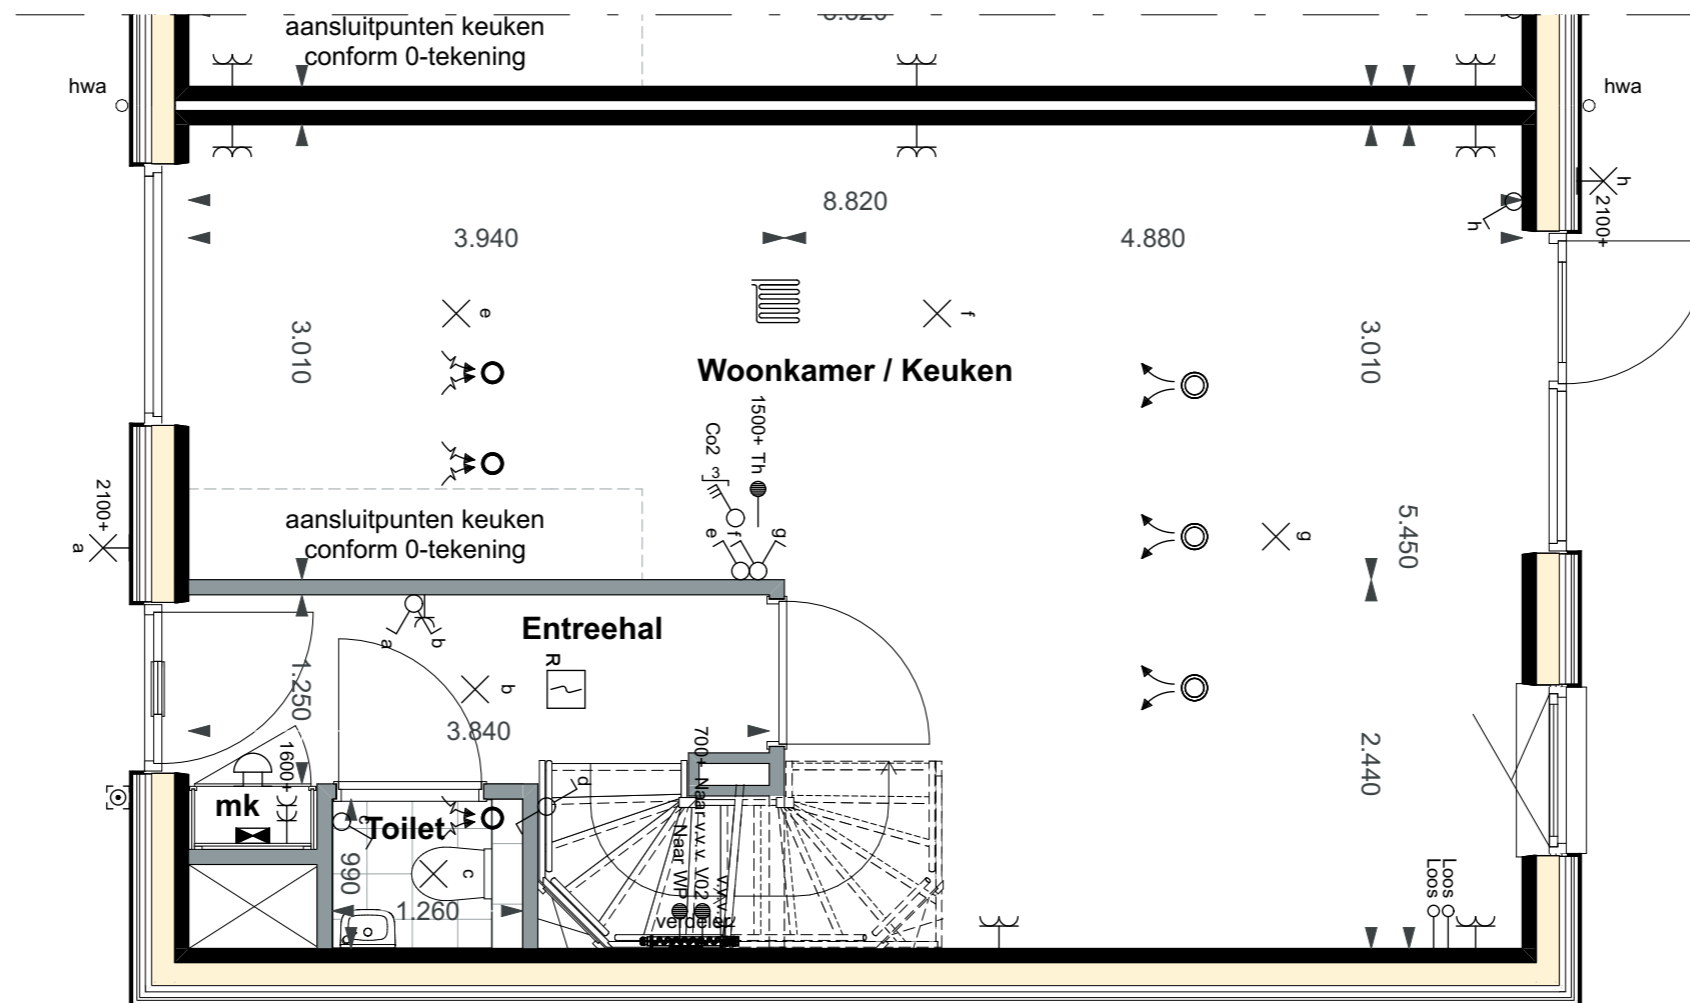 8.820
aansluitpunten keuken
conform 0-tekening
hwa
hwa
h
2100+
h
8.820
3.940
4.880
e
f
3.010
3.010
Woonkamer / Keuken
1500+ Th
Co2
3
e
f
g
g
2100+
a
aansluitpunten keuken
conform 0-tekening
5.450
a
b
Entreehal
R
b
1.250
3.840
1600+
mk
c
Toilet
c
d
990
1.260
700+ Naar v.v.v. V02
Naar WP
v.v.v.
verdeler
2.440
Loos
Loos